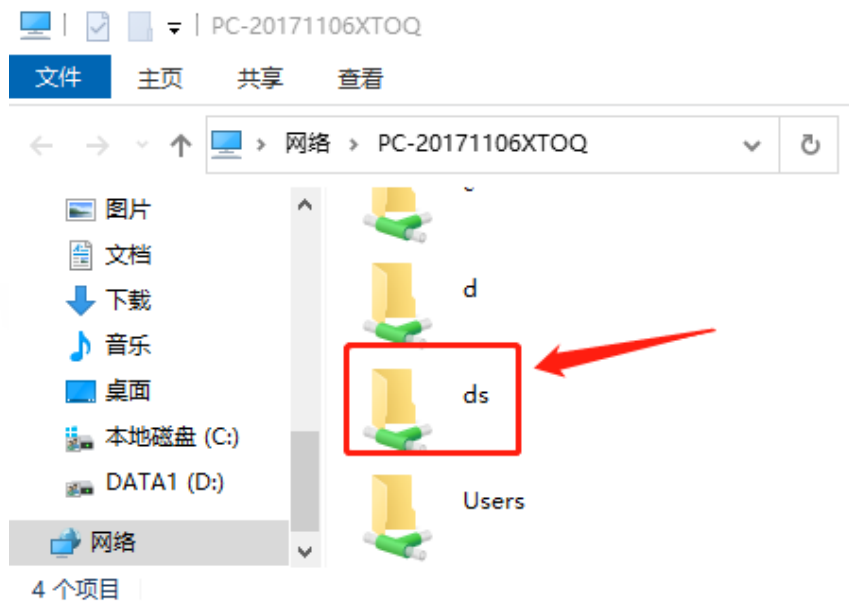 PC-20171106XTOQ
文件 主页 共享 查看
网络 PC-20171106XTOQ
图片
文档
下载
音乐
桌面
本地磁盘 (C:)
DATA1 (D:)
网络
d
ds
Users
4 个项目